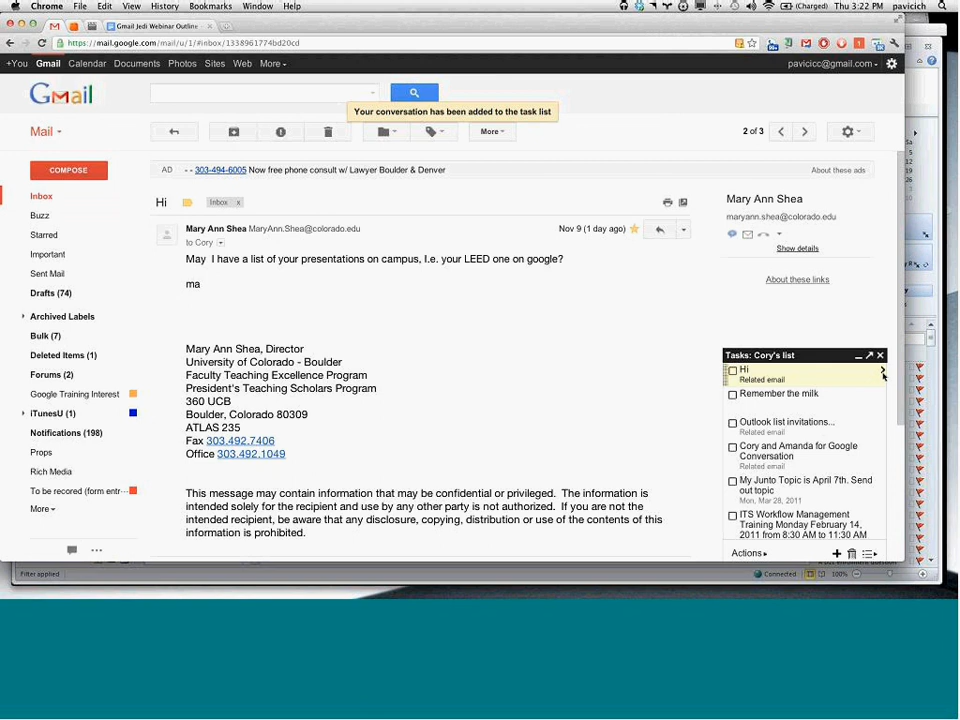 Chrome File Edit View History Bookmarks Window Help (Charged) Thu 3:22 PM pavicich
Gmail Jedi Webinar Outline
https://mail.google.com/mail/u/1/#inbox/1338961774bd20cd
+You Gmail Calendar Documents Photos Sites Web More pavicicc@gmail.com
Gmail
Your conversation has been added to the task list
Mail More 2 of 3
COMPOSE
AD - - 303-494-6005 Now free phone consult w/ Lawyer Boulder & Denver About these ads
Inbox
Buzz
Starred
Important
Sent Mail
Drafts (74)
Archived Labels
Bulk (7)
Deleted Items (1)
Forums (2)
Google Training Interest
iTunesU (1)
Notifications (198)
Props
Rich Media
To be recored (form entr...
More
Hi Inbox x
Mary Ann Shea MaryAnn.Shea@colorado.edu Nov 9 (1 day ago)
to Cory
May I have a list of your presentations on campus, I.e. your LEED one on google?
ma
Mary Ann Shea, Director
University of Colorado - Boulder
Faculty Teaching Excellence Program
President's Teaching Scholars Program
360 UCB
Boulder, Colorado 80309
ATLAS 235
Fax 303.492.7406
Office 303.492.1049
This message may contain information that may be confidential or privileged. The information is
intended solely for the recipient and use by any other party is not authorized. If you are not the
intended recipient, be aware that any disclosure, copying, distribution or use of the contents of this
information is prohibited.
Mary Ann Shea
maryann.shea@colorado.edu
Show details
About these links
Tasks: Cory's list
Hi
Related email
Remember the milk
Outlook list invitations...
Related email
Cory and Amanda for Google
Conversation
Related email
My Junto Topic is April 7th. Send
out topic
Mon, Mar 28, 2011
ITS Workflow Management
Training Monday February 14,
2011 from 8:30 AM to 11:30 AM
Actions
Filter applied Connected 100%